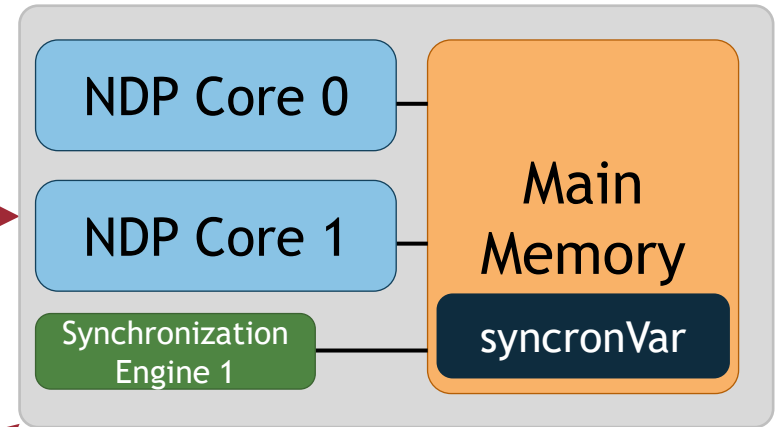 NDP Core 0
NDP Core 1
Synchronization
Engine 1
Main
Memory
syncronVar